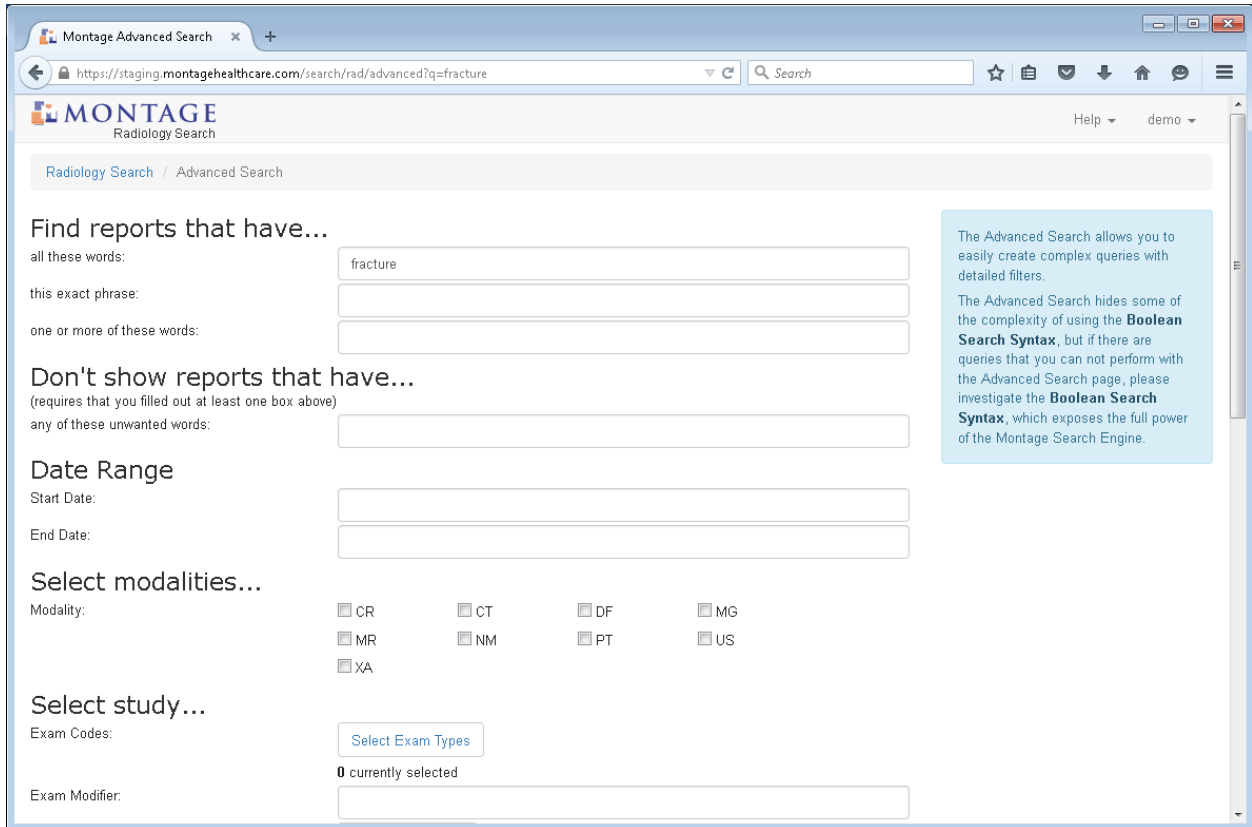 Montage Advanced Search
https://staging.montagehealthcare.com/search/rad/advanced?q=fracture
Search
MONTAGE
Radiology Search
Help
demo
Radiology Search / Advanced Search
Find reports that have...
all these words:
fracture
this exact phrase:
one or more of these words:
Don't show reports that have...
(requires that you filled out at least one box above)
any of these unwanted words:
Date Range
Start Date:
End Date:
Select modalities...
Modality:
CR CT DF MG
MR NM PT US
XA
Select study...
Exam Codes:
Select Exam Types
0 currently selected
Exam Modifier:
The Advanced Search allows you to
easily create complex queries with
detailed filters.
The Advanced Search hides some of
the complexity of using the Boolean
Search Syntax, but if there are
queries that you can not perform with
the Advanced Search page, please
investigate the Boolean Search
Syntax, which exposes the full power
of the Montage Search Engine.